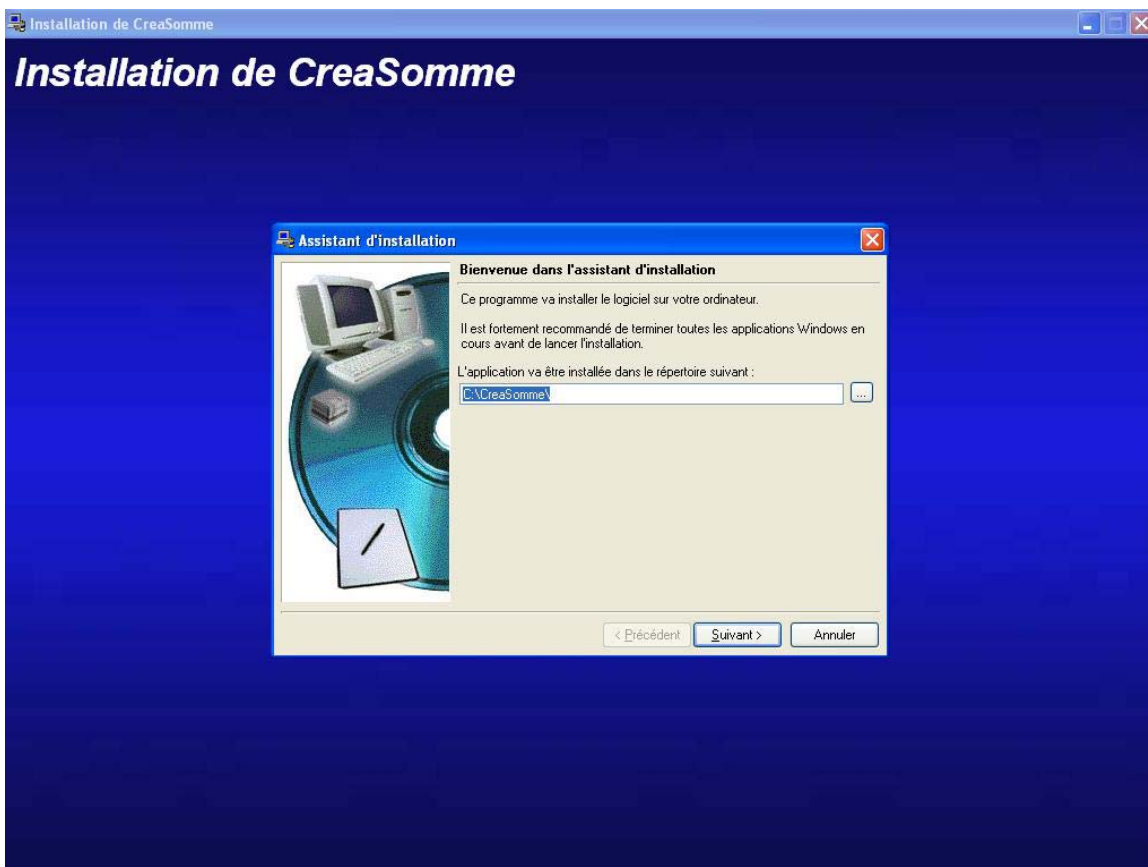 Installation de CreaSomme
Installation de CreaSomme
Assistant d'installation
Bienvenue dans l'assistant d'installation
Ce programme va installer le logiciel sur votre ordinateur.
Il est fortement recommandé de terminer toutes les applications Windows en
cours avant de lancer l'installation.
L'application va être installée dans le répertoire suivant :
C:\CreaSomme\
...
< Précédent
Suivant >
Annuler